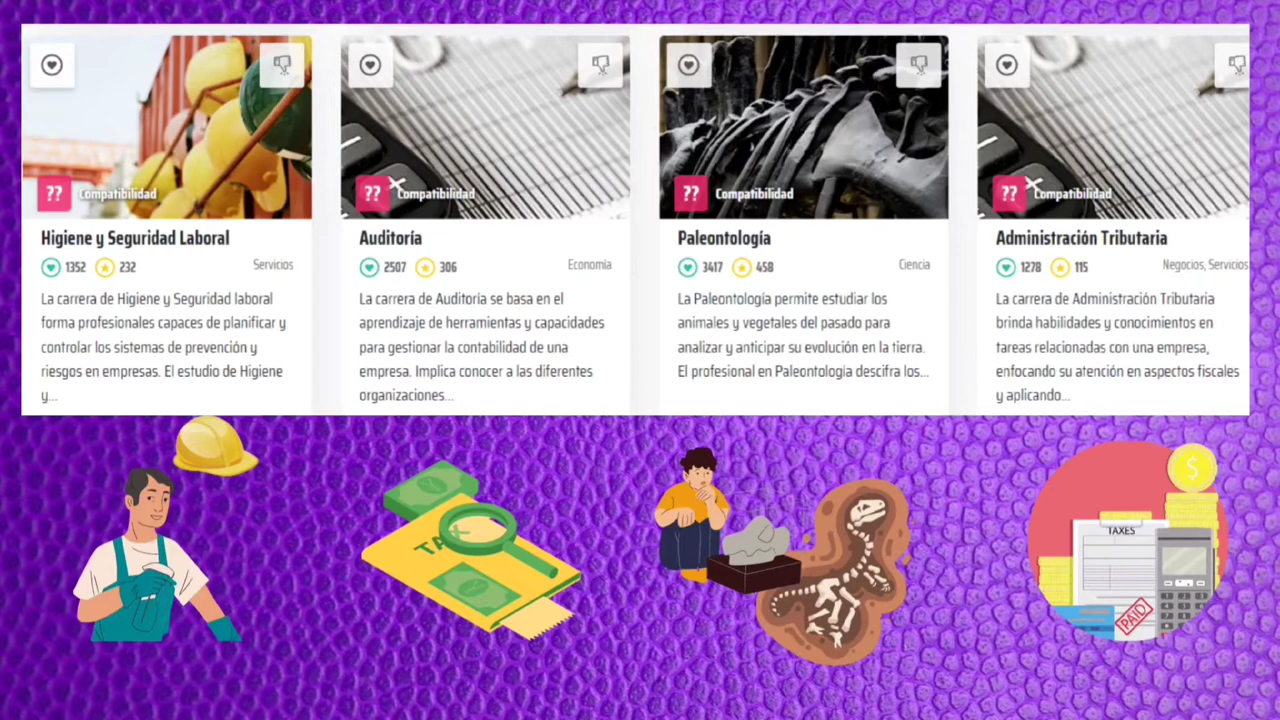 ?? Compatibilidad
Higiene y Seguridad Laboral
1352 232 Servicios
La carrera de Higiene y Seguridad laboral
forma profesionales capaces de planificar y
controlar los sistemas de prevención y
riesgos en empresas. El estudio de Higiene
y...
?? Compatibilidad
Auditoría
2507 306 Economía
La carrera de Auditoría se basa en el
aprendizaje de herramientas y capacidades
para gestionar la contabilidad de una
empresa. Implica conocer a las diferentes
organizaciones...
?? Compatibilidad
Paleontología
3417 458 Ciencia
La Paleontología permite estudiar los
animales y vegetales del pasado para
analizar y anticipar su evolución en la tierra.
El profesional en Paleontología descifra los...
?? Compatibilidad
Administración Tributaria
1278 115 Negocios, Servicios
La carrera de Administración Tributaria
brinda habilidades y conocimientos en
tareas relacionadas con una empresa,
enfocando su atención en aspectos fiscales
y aplicando...
TAX
$
TAXES
PAID